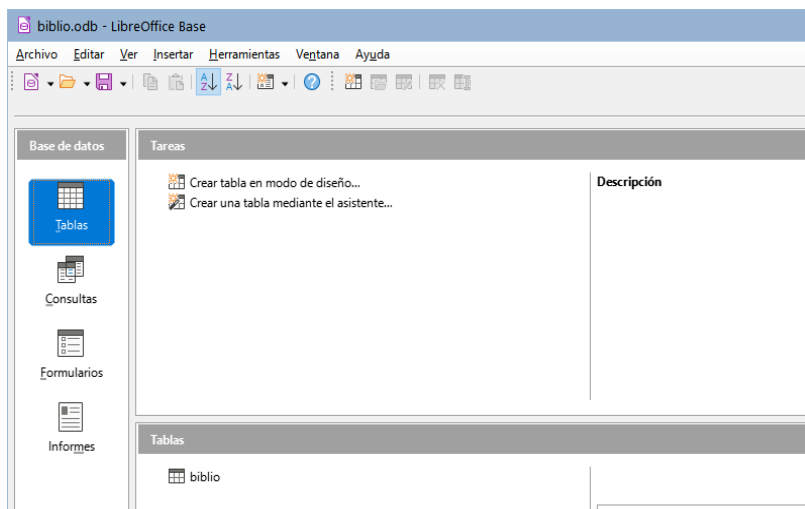 biblio.odb - LibreOffice Base
Archivo Editar Ver Insertar Herramientas Ventana Ayuda
Base de datos
Tareas
Tablas
Consultas
Formularios
Informes
Crear tabla en modo de diseño...
Crear una tabla mediante el asistente...
Descripción
Tablas
biblio